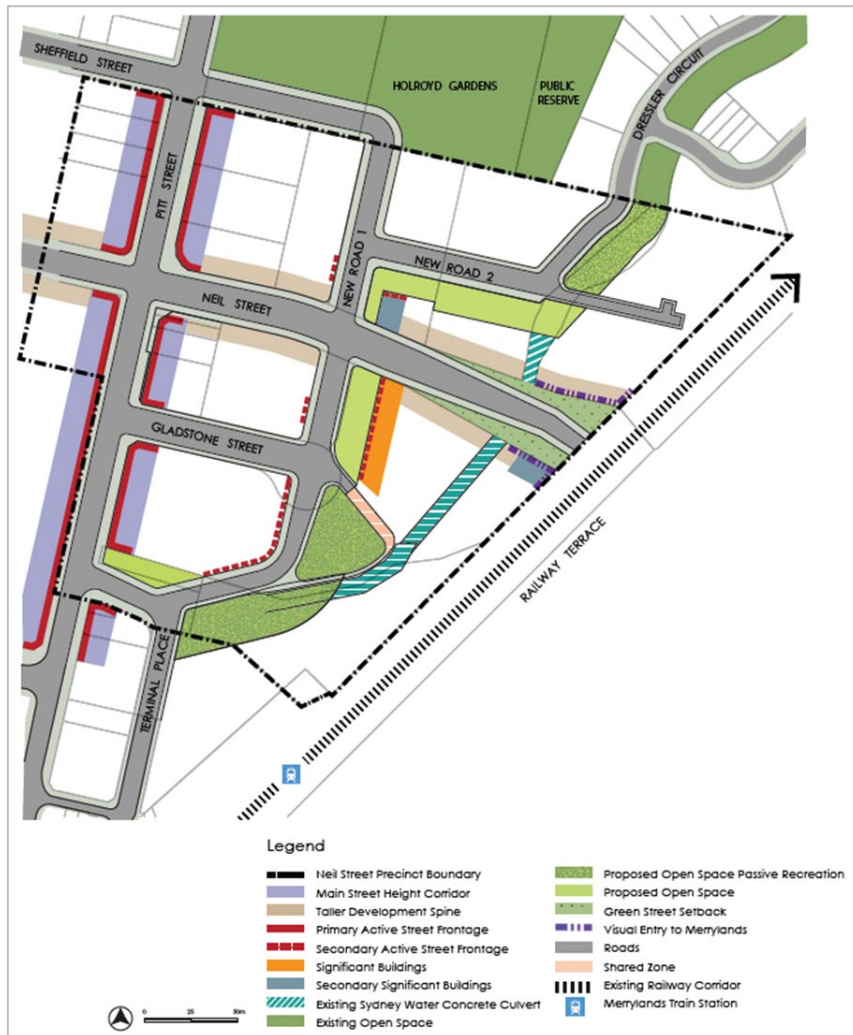 SHEFFIELD STREET
HOLROYD GARDENS
PUBLIC
RESERVE
DRESSLER CIRCUIT
PITT STREET
NEW ROAD 1
NEW ROAD 2
NEIL STREET
GLADSTONE STREET
RAILWAY TERRACE
TERMINAL PLACE
Legend
Neil Street Precinct Boundary
Main Street Height Corridor
Taller Development Spine
Primary Active Street Frontage
Secondary Active Street Frontage
Significant Buildings
Secondary Significant Buildings
Existing Sydney Water Concrete Culvert
Existing Open Space
Proposed Open Space Passive Recreation
Proposed Open Space
Green Street Setback
Visual Entry to Merrylands
Roads
Shared Zone
Existing Railway Corridor
Merrylands Train Station
0 25 50m